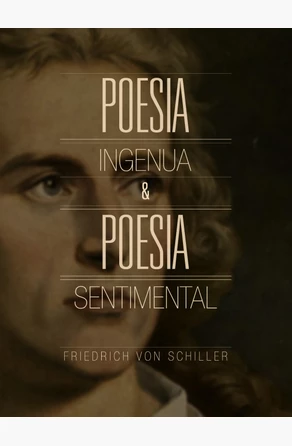 POESIA
INGENUA
&
POESIA
SENTIMENTAL
FRIEDRICH VON SCHILLER